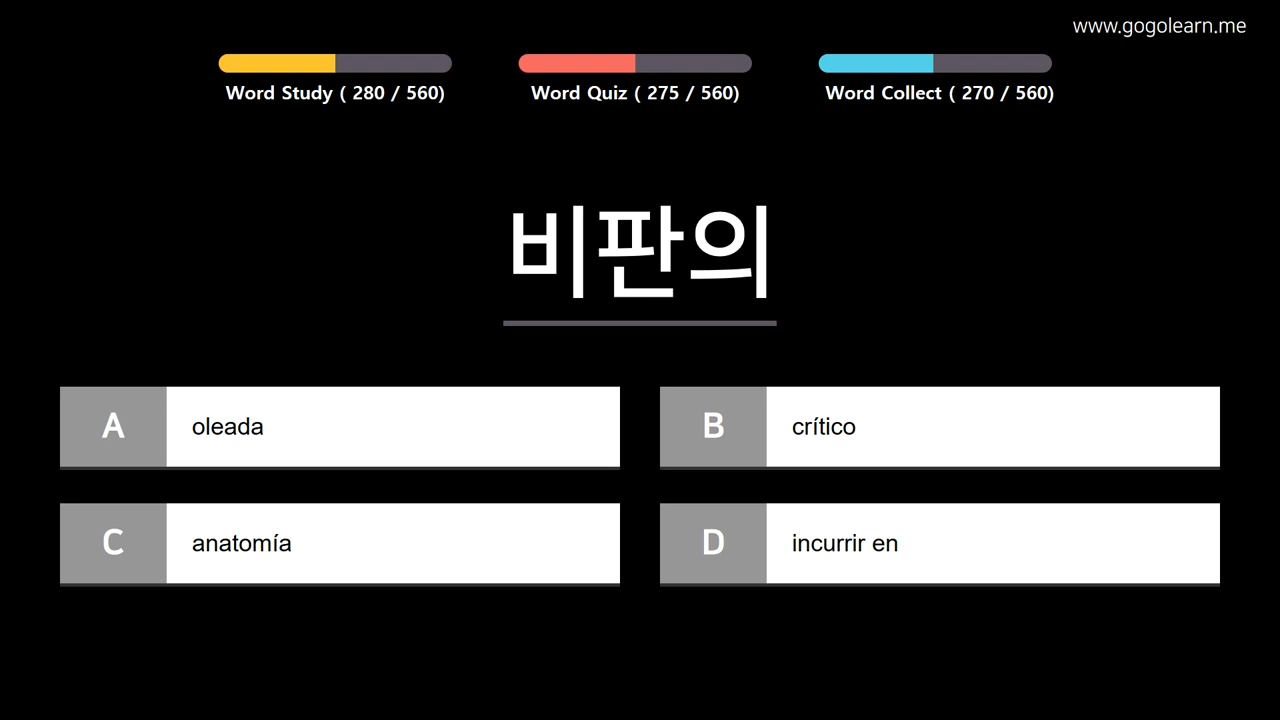 www.gogolearn.me
Word Study ( 280 / 560)
Word Quiz ( 275 / 560)
Word Collect ( 270 / 560)
비판의
A oleada
B crítico
C anatomía
D incurrir en